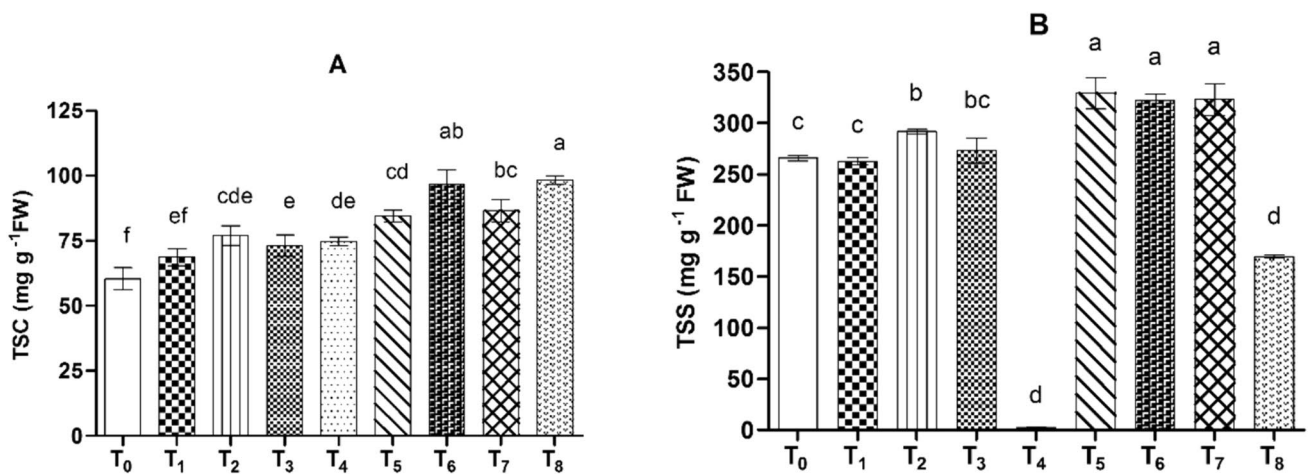 A
TSC (mg g -1FW)
125
100
75
50
25
0
f
ef
cde
e
de
cd
ab
bc
a
T0
T1
T2
T3
T4
T5
T6
T7
T8
B
TSS (mg g -1 FW)
350
300
250
200
150
100
50
0
c
c
b
bc
d
a
a
a
d
T0
T1
T2
T3
T4
T5
T6
T7
T8